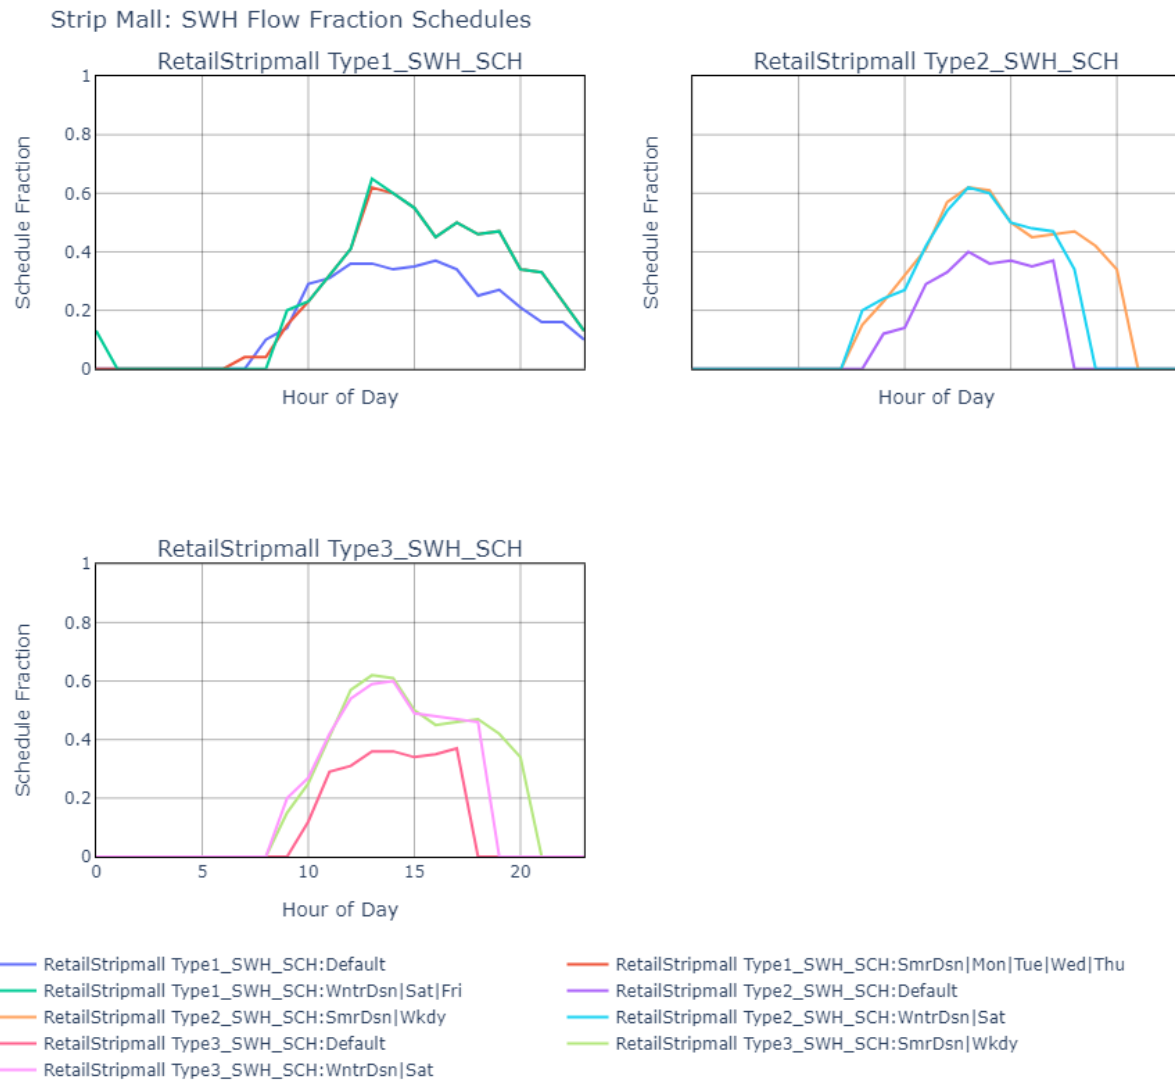 Strip Mall: SWH Flow Fraction Schedules
RetailStripmall Type1_SWH_SCH
RetailStripmall Type2_SWH_SCH
1
0.8
0.6
0.4
0.2
0
Schedule Fraction
Schedule Fraction
Hour of Day
Hour of Day
RetailStripmall Type3_SWH_SCH
1
0.8
0.6
0.4
0.2
0
Schedule Fraction
0 5 10 15 20
Hour of Day
RetailStripmall Type1_SWH_SCH:Default
RetailStripmall Type1_SWH_SCH:SmrDsn|Mon|Tue|Wed|Thu
RetailStripmall Type1_SWH_SCH:WntrDsn|Sat|Fri
RetailStripmall Type2_SWH_SCH:Default
RetailStripmall Type2_SWH_SCH:SmrDsn|Wkdy
RetailStripmall Type2_SWH_SCH:WntrDsn|Sat
RetailStripmall Type3_SWH_SCH:Default
RetailStripmall Type3_SWH_SCH:SmrDsn|Wkdy
RetailStripmall Type3_SWH_SCH:WntrDsn|Sat